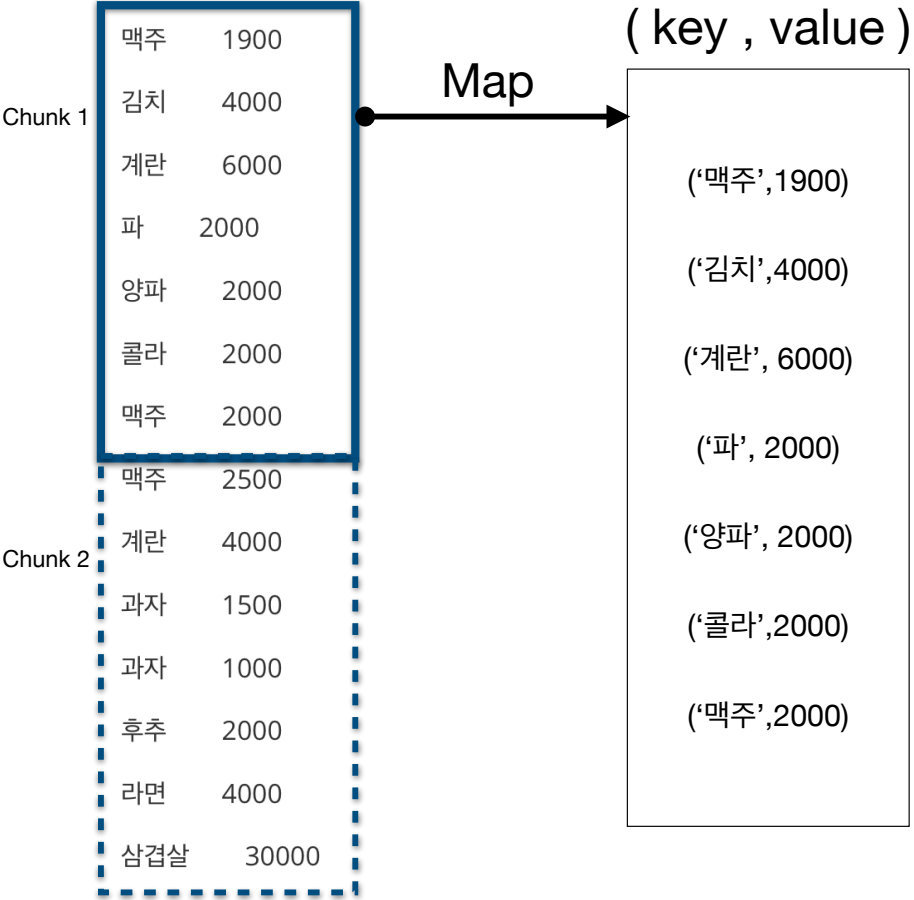 ( key , value )
Map
Chunk 1
맥주 1900
김치 4000
계란 6000
파 2000
양파 2000
콜라 2000
맥주 2000
Chunk 2
맥주 2500
계란 4000
과자 1500
과자 1000
후추 2000
라면 4000
삼겹살 30000
(‘맥주’,1900)
(‘김치’,4000)
(‘계란’, 6000)
(‘파’, 2000)
(‘양파’, 2000)
(‘콜라’,2000)
(‘맥주’,2000)